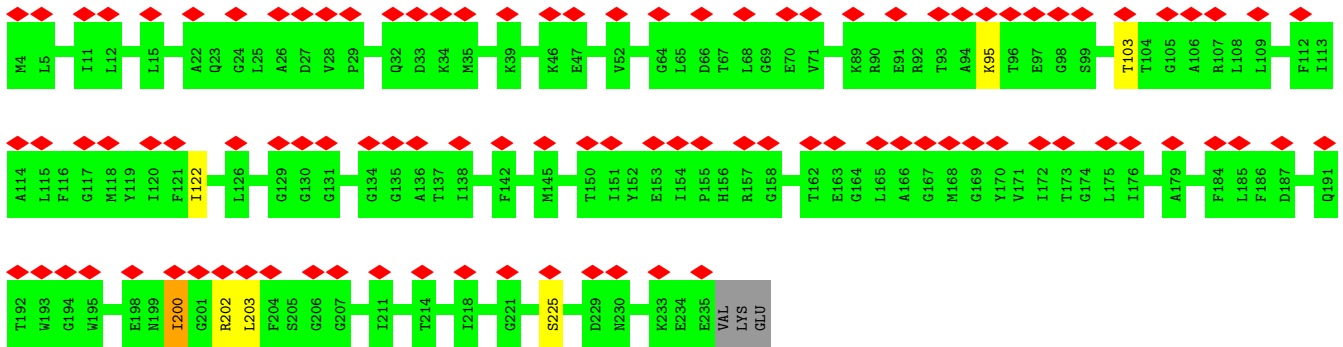 M4 L5 I11 L12 L15 A22 Q23 G24 L25 A26 D27 V28 P29 Q32 D33 K34 M35 K39 K46 E47 V52 G64 L65 D66 T67 L68 G69 E70 V71 K89 R90 E91 R92 T93 A94 K95 T96 E97 G98 S99 T103 T104 G105 A106 R107 L108 L109 F112 I113
A114 L115 F116 G117 M118 Y119 I120 F121 I122 L126 G129 G130 G131 G134 G135 A136 T137 I138 F142 M145 T150 I151 Y152 E153 I154 P155 H156 R157 G158 T162 E163 G164 L165 A166 G167 M168 G169 Y170 V171 I172 T173 G174 L175 I176 A179 F184 L185 F186 D187 Q191
T192 W193 G194 W195 E198 N199 I200 G201 R202 L203 F204 S205 G206 G207 I211 T214 I218 G221 S225 D229 N230 K233 E234 E235 VAL LYS GLU